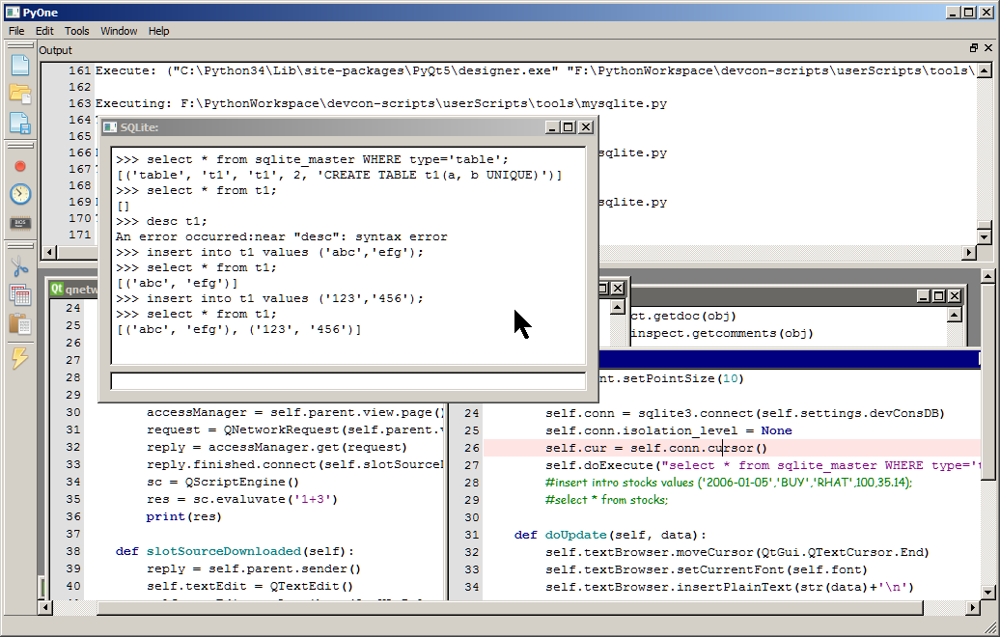 PyOne
File Edit Tools Window Help
Output
161 Execute: ("C:\Python34\Lib\site-packages\PyQt5\designer.exe" "F:\PythonWorkspace\devcon-scripts\userScripts\tools\
162
163 Executing: F:\PythonWorkspace\devcon-scripts\userScripts\tools\mysqlite.py
164
165
166 sqlite.py
167
168
169 sqlite.py
170
171
SQLite:
>>> select * from sqlite_master WHERE type='table';
[('table', 't1', 't1', 2, 'CREATE TABLE t1(a, b UNIQUE)')]
>>> select * from t1;
[]
>>> desc t1;
An error occurred:near "desc": syntax error
>>> insert into t1 values ('abc','efg');
>>> select * from t1;
[('abc', 'efg')]
>>> insert into t1 values ('123','456');
>>> select * from t1;
[('abc', 'efg'), ('123', '456')]
BIOS
Qt qnetw
24
25
26
27
28
29
30 accessManager = self.parent.view.page()
31 request = QNetworkRequest(self.parent.
32 reply = accessManager.get(request)
33 reply.finished.connect(self.slotSource
34 sc = QScriptEngine()
35 res = sc.evaluvate('1+3')
36 print(res)
37
38 def slotSourceDownloaded(self):
39 reply = self.parent.sender()
40 self.textEdit = QTextEdit()
ct.getdoc(obj)
inspect.getcomments(obj)
nt.setPointSize(10)
24 self.conn = sqlite3.connect(self.settings.devConsDB)
25 self.conn.isolation_level = None
26 self.cur = self.conn.cursor()
27 self.doExecute("select * from sqlite_master WHERE type='
28 #insert intro stocks values ('2006-01-05','BUY','RHAT',100,35.14);
29 #select * from stocks;
30
31 def doUpdate(self, data):
32 self.textBrowser.moveCursor(QtGui.QTextCursor.End)
33 self.textBrowser.setCurrentFont(self.font)
34 self.textBrowser.insertPlainText(str(data)+'\n')